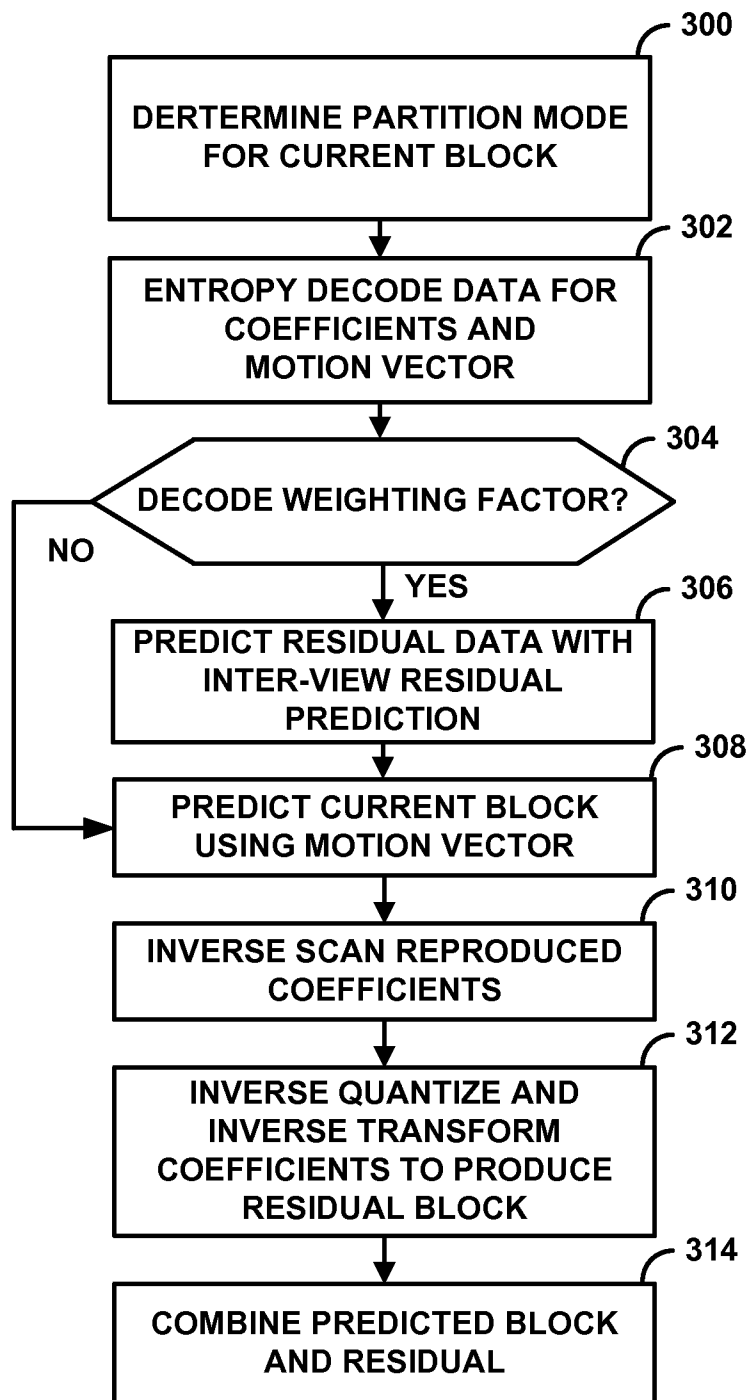 300
DERTERMINE PARTITION MODE
FOR CURRENT BLOCK
302
ENTROPY DECODE DATA FOR
COEFFICIENTS AND
MOTION VECTOR
304
DECODE WEIGHTING FACTOR?
NO
YES
306
PREDICT RESIDUAL DATA WITH
INTER-VIEW RESIDUAL
PREDICTION
308
PREDICT CURRENT BLOCK
USING MOTION VECTOR
310
INVERSE SCAN REPRODUCED
COEFFICIENTS
312
INVERSE QUANTIZE AND
INVERSE TRANSFORM
COEFFICIENTS TO PRODUCE
RESIDUAL BLOCK
314
COMBINE PREDICTED BLOCK
AND RESIDUAL